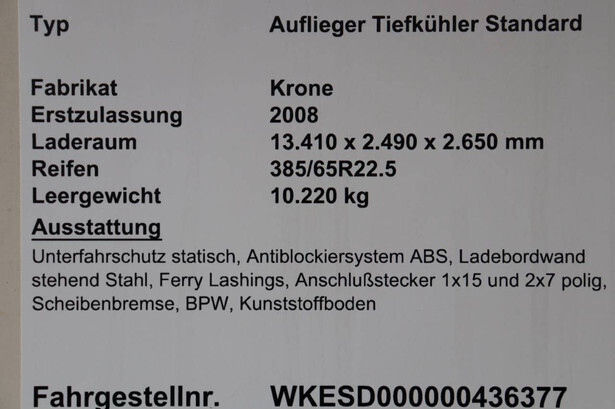 Typ Auflieger Tiefkühler Standard
Fabrikat Krone
Erstzulassung 2008
Laderaum 13.410 x 2.490 x 2.650 mm
Reifen 385/65R22.5
Leergewicht 10.220 kg
Ausstattung
Unterfahrschutz statisch, Antiblockiersystem ABS, Ladebordwand
stehend Stahl, Ferry Lashings, Anschlußstecker 1x15 und 2x7 polig,
Scheibenbremse, BPW, Kunststoffboden
Fahrgestellnr. WKESD000000436377